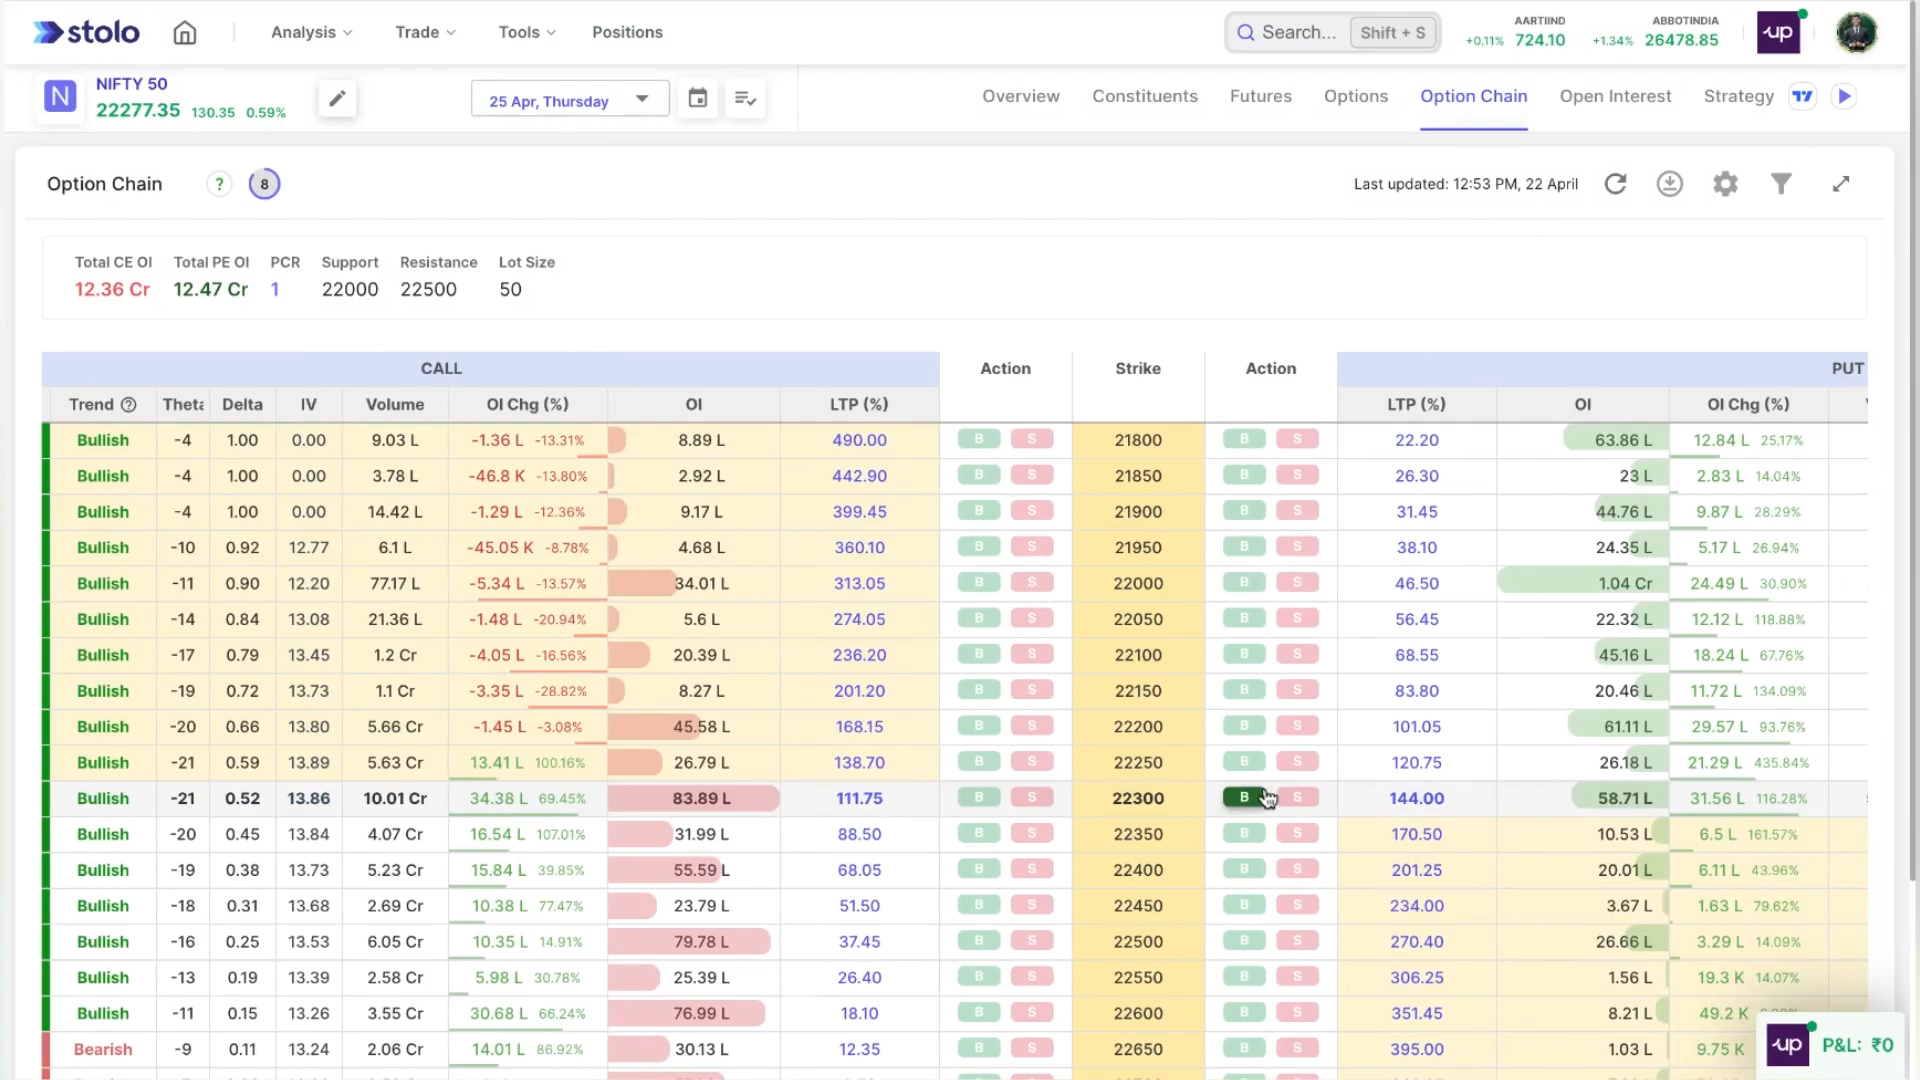 stolo Analysis Trade Tools Positions Search... Shift + S AARTIIND +0.11% 724.10 ABBOTINDIA +1.34% 26478.85 up
N NIFTY 50 22277.35 130.35 0.59% 25 Apr, Thursday Overview Constituents Futures Options Option Chain Open Interest Strategy
Option Chain ? 8 Last updated: 12:53 PM, 22 April
Total CE OI Total PE OI PCR Support Resistance Lot Size
12.36 Cr 12.47 Cr 1 22000 22500 50
CALL Action Strike Action PUT
Trend ? Theta Delta IV Volume OI Chg (%) OI LTP (%) LTP (%) OI OI Chg (%)
Bullish -4 1.00 0.00 9.03 L -1.36 L -13.31% 8.89 L 490.00 B S 21800 B S 22.20 63.86 L 12.84 L 25.17%
Bullish -4 1.00 0.00 3.78 L -46.8 K -13.80% 2.92 L 442.90 B S 21850 B S 26.30 23 L 2.83 L 14.04%
Bullish -4 1.00 0.00 14.42 L -1.29 L -12.36% 9.17 L 399.45 B S 21900 B S 31.45 44.76 L 9.87 L 28.29%
Bullish -10 0.92 12.77 6.1 L -45.05 K -8.78% 4.68 L 360.10 B S 21950 B S 38.10 24.35 L 5.17 L 26.94%
Bullish -11 0.90 12.20 77.17 L -5.34 L -13.57% 34.01 L 313.05 B S 22000 B S 46.50 1.04 Cr 24.49 L 30.90%
Bullish -14 0.84 13.08 21.36 L -1.48 L -20.94% 5.6 L 274.05 B S 22050 B S 56.45 22.32 L 12.12 L 118.88%
Bullish -17 0.79 13.45 1.2 Cr -4.05 L -16.56% 20.39 L 236.20 B S 22100 B S 68.55 45.16 L 18.24 L 67.76%
Bullish -19 0.72 13.73 1.1 Cr -3.35 L -28.82% 8.27 L 201.20 B S 22150 B S 83.80 20.46 L 11.72 L 134.09%
Bullish -20 0.66 13.80 5.66 Cr -1.45 L -3.08% 45.58 L 168.15 B S 22200 B S 101.05 61.11 L 29.57 L 93.76%
Bullish -21 0.59 13.89 5.63 Cr 13.41 L 100.16% 26.79 L 138.70 B S 22250 B S 120.75 26.18 L 21.29 L 435.84%
Bullish -21 0.52 13.86 10.01 Cr 34.38 L 69.45% 83.89 L 111.75 B S 22300 B S 144.00 58.71 L 31.56 L 116.28%
Bullish -20 0.45 13.84 4.07 Cr 16.54 L 107.01% 31.99 L 88.50 B S 22350 B S 170.50 10.53 L 6.5 L 161.57%
Bullish -19 0.38 13.73 5.23 Cr 15.84 L 39.85% 55.59 L 68.05 B S 22400 B S 201.25 20.01 L 6.11 L 43.96%
Bullish -18 0.31 13.68 2.69 Cr 10.38 L 77.47% 23.79 L 51.50 B S 22450 B S 234.00 3.67 L 1.63 L 79.62%
Bullish -16 0.25 13.53 6.05 Cr 10.35 L 14.91% 79.78 L 37.45 B S 22500 B S 270.40 26.66 L 3.29 L 14.09%
Bullish -13 0.19 13.39 2.58 Cr 5.98 L 30.78% 25.39 L 26.40 B S 22550 B S 306.25 1.56 L 19.3 K 14.07%
Bullish -11 0.15 13.26 3.55 Cr 30.68 L 66.24% 76.99 L 18.10 B S 22600 B S 351.45 8.21 L 49.2 K
Bearish -9 0.11 13.24 2.06 Cr 14.01 L 86.92% 30.13 L 12.35 B S 22650 B S 395.00 1.03 L 9.75 K
up P&L: ₹0